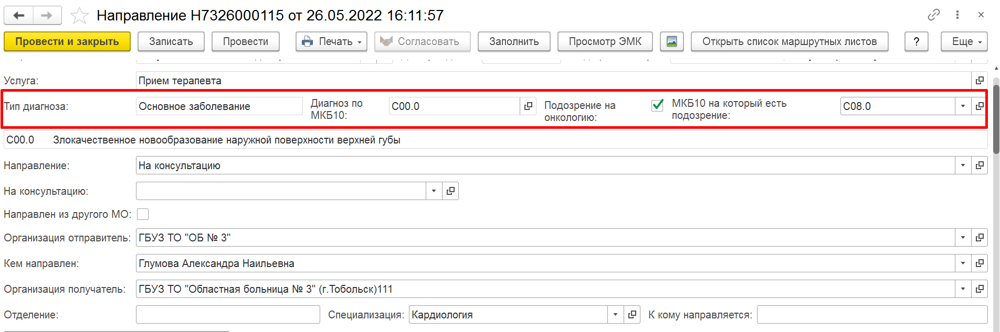 Направление Н7326000115 от 26.05.2022 16:11:57
Провести и закрыть Записать Провести Печать Согласовать Заполнить Просмотр ЭМК Открыть список маршрутных листов ? Еще
Услуга: Прием терапевта
Тип диагноза: Основное заболевание Диагноз по МКБ10: C00.0 Подозрение на онкологию: МКБ10 на который есть подозрение: C08.0
C00.0 Злокачественное новообразование наружной поверхности верхней губы
Направление: На консультацию
На консультацию:
Направлен из другого МО:
Организация отправитель: ГБУЗ ТО "ОБ № 3"
Кем направлен: Глумова Александра Наильевна
Организация получатель: ГБУЗ ТО "Областная больница № 3" (г.Тобольск)111
Отделение: Специализация: Кардиология К кому направляется: